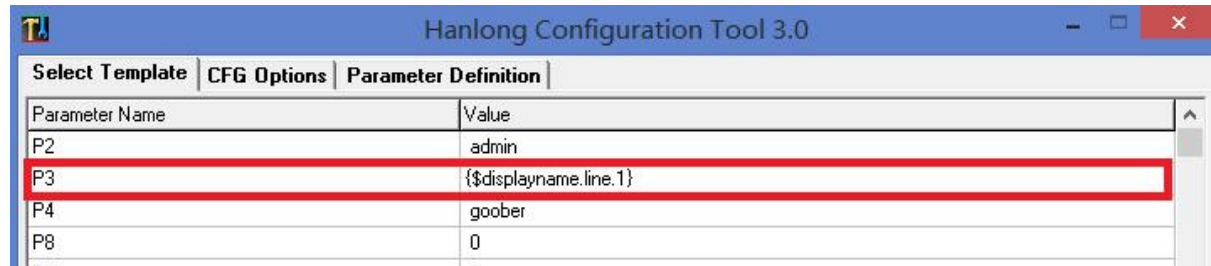 Hanlong Configuration Tool 3.0
Select Template CFG Options Parameter Definition
Parameter Name Value
P2 admin
P3 {$displayname.line.1}
P4 goober
P8 0